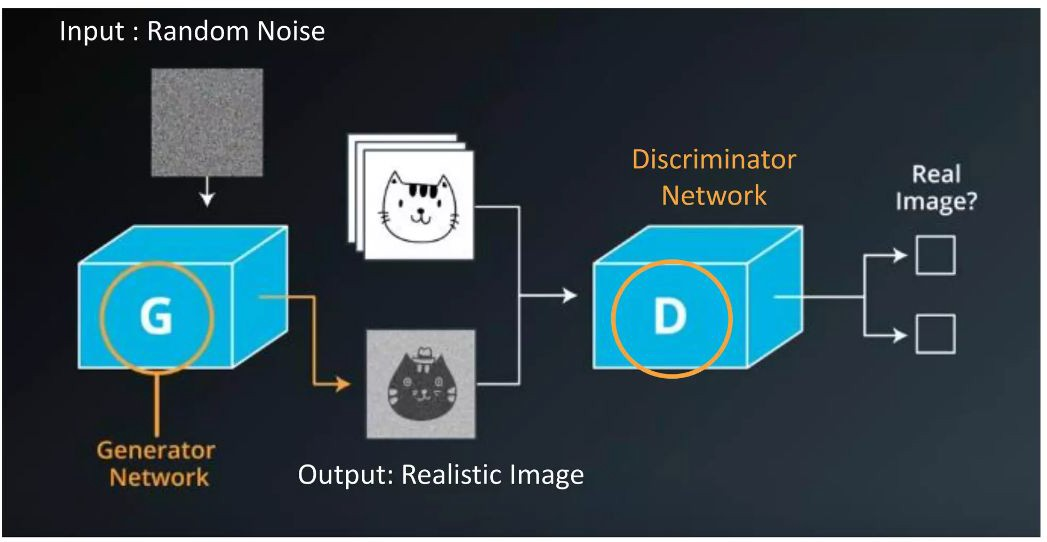 Input : Random Noise
Discriminator
Network
Real
Image?
G
D
Generator
Network
Output: Realistic Image